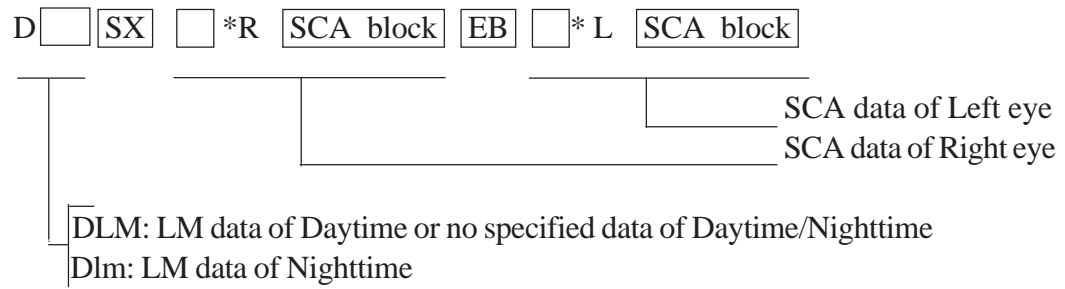 D SX *R SCA block EB * L SCA block
SCA data of Left eye
SCA data of Right eye
DLM: LM data of Daytime or no specified data of Daytime/Nighttime
Dlm: LM data of Nighttime